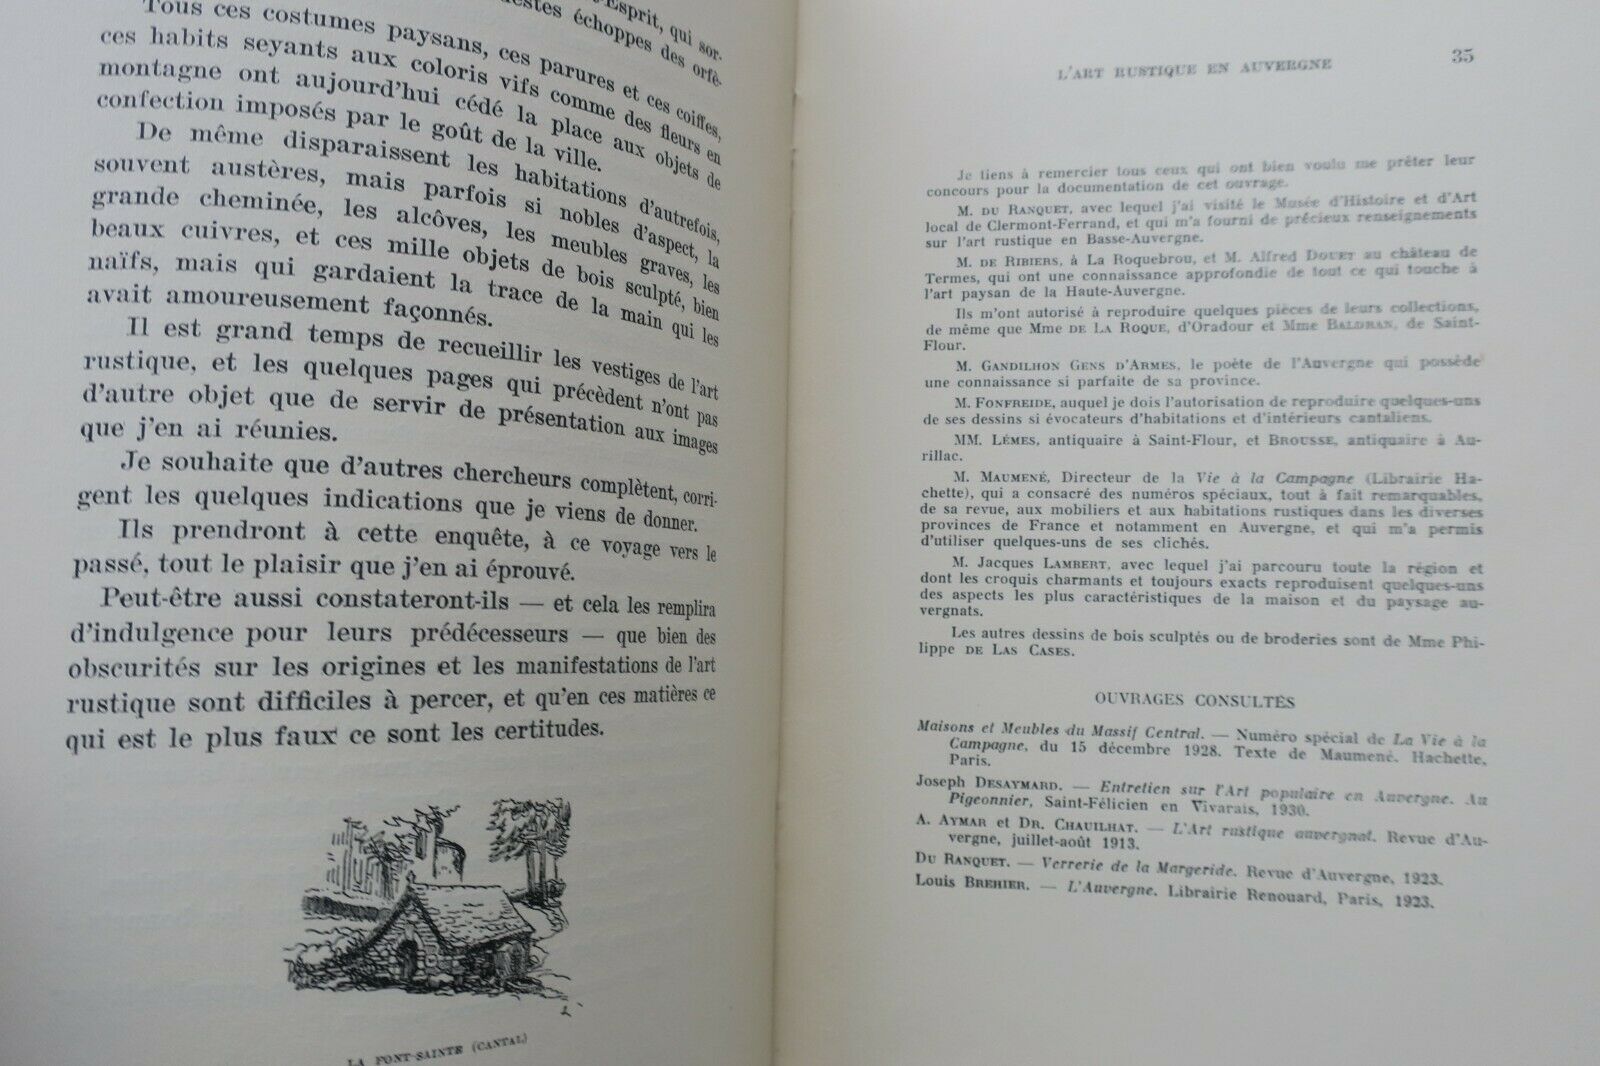 Esprit, qui sor-
échoppes des orfè-
Tous ces costumes paysans, ces parures et ces coiffes,
ces habits seyants aux coloris vifs comme des fleurs en
montagne ont aujourd'hui cédé la place aux objets de
confection imposés par le goût de la ville.
De même disparaissent les habitations d'autrefois,
souvent austères, mais parfois si nobles d'aspect, la
grande cheminée, les alcôves, les meubles graves, les
beaux cuivres, et ces mille objets de bois sculpté, bien
naïfs, mais qui gardaient la trace de la main qui les
avait amoureusement façonnés.
Il est grand temps de recueillir les vestiges de l'art
rustique, et les quelques pages qui précèdent n'ont pas
d'autre objet que de servir de présentation aux images
que j'en ai réunies.
Je souhaite que d'autres chercheurs complètent, corri-
gent les quelques indications que je viens de donner.
Ils prendront à cette enquête, à ce voyage vers le
passé, tout le plaisir que j'en ai éprouvé.
Peut-être aussi constateront-ils — et cela les remplira
d'indulgence pour leurs prédécesseurs — que bien des
obscurités sur les origines et les manifestations de l'art
rustique sont difficiles à percer, et qu'en ces matières ce
qui est le plus faux ce sont les certitudes.
LA FONT-SAINTE (CANTAL)
L'ART RUSTIQUE EN AUVERGNE 35
Je tiens à remercier tous ceux qui ont bien voulu me prêter leur
concours pour la documentation de cet ouvrage.
M. DU RANQUET, avec lequel j'ai visité le Musée d'Histoire et d'Art
local de Clermont-Ferrand, et qui m'a fourni de précieux renseignements
sur l'art rustique en Basse-Auvergne.
M. DE RIBIERS, à La Roquebrou, et M. Alfred DOUET au château de
Termes, qui ont une connaissance approfondie de tout ce qui touche à
l'art paysan de la Haute-Auvergne.
Ils m'ont autorisé à reproduire quelques pièces de leurs collections,
de même que Mme DE LA ROQUE, d'Oradour et Mme BALDRAN, de Saint-
Flour.
M. GANDILHON GENS D'ARMES, le poète de l'Auvergne qui possède
une connaissance si parfaite de sa province.
M. FONFREIDE, auquel je dois l'autorisation de reproduire quelques-uns
de ses dessins si évocateurs d'habitations et d'intérieurs cantaliens.
MM. LÉMES, antiquaire à Saint-Flour, et BROUSSE, antiquaire à Au-
rillac.
M. MAUMENÉ, Directeur de la Vie à la Campagne (Librairie Ha-
chette), qui a consacré des numéros spéciaux, tout à fait remarquables,
de sa revue, aux mobiliers et aux habitations rustiques dans les diverses
provinces de France et notamment en Auvergne, et qui m'a permis
d'utiliser quelques-uns de ses clichés.
M. Jacques LAMBERT, avec lequel j'ai parcouru toute la région et
dont les croquis charmants et toujours exacts reproduisent quelques-uns
des aspects les plus caractéristiques de la maison et du paysage au-
vergnats.
Les autres dessins de bois sculptés ou de broderies sont de Mme Phi-
lippe DE LAS CASES.
OUVRAGES CONSULTÉS
Maisons et Meubles du Massif Central. — Numéro spécial de La Vie à la
Campagne, du 15 décembre 1928. Texte de Maumené. Hachette,
Paris.
Joseph DESAYMARD. — Entretien sur l'Art populaire en Auvergne. Au
Pigeonnier, Saint-Félicien en Vivarais, 1930.
A. AYMAR et DR. CHAUILHAT. — L'Art rustique auvergnat. Revue d'Au-
vergne, juillet-août 1913.
DU RANQUET. — Verrerie de la Margeride. Revue d'Auvergne, 1923.
Louis BREHIER. — L'Auvergne. Librairie Renouard, Paris, 1923.